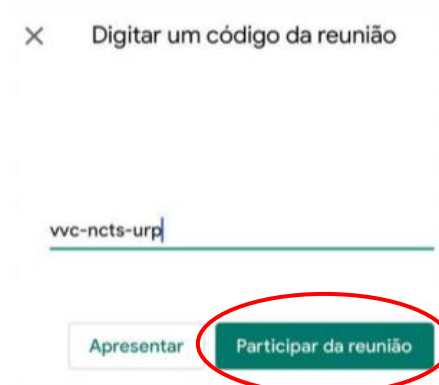 Digitar um código da reunião
vvc-ncts-urp
Apresentar
Participar da reunião